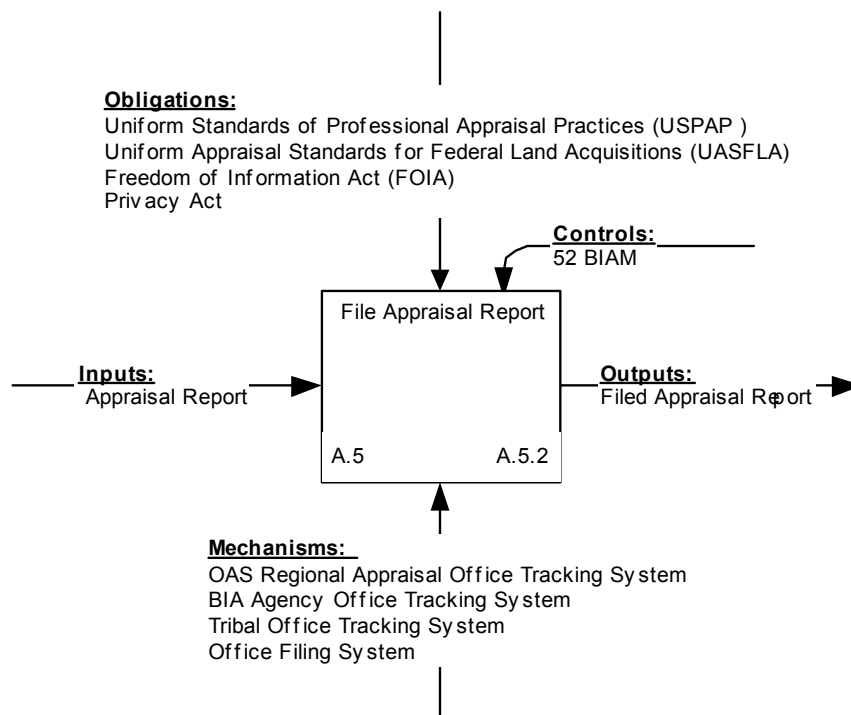 Obligations:
Uniform Standards of Professional Appraisal Practices (USPAP )
Uniform Appraisal Standards for Federal Land Acquisitions (UASFLA)
Freedom of Information Act (FOIA)
Privacy Act
Controls:
52 BIAM
File Appraisal Report
Inputs:
Appraisal Report
Outputs:
Filed Appraisal Report
A.5
A.5.2
Mechanisms:
OAS Regional Appraisal Office Tracking System
BIA Agency Office Tracking System
Tribal Office Tracking System
Office Filing System